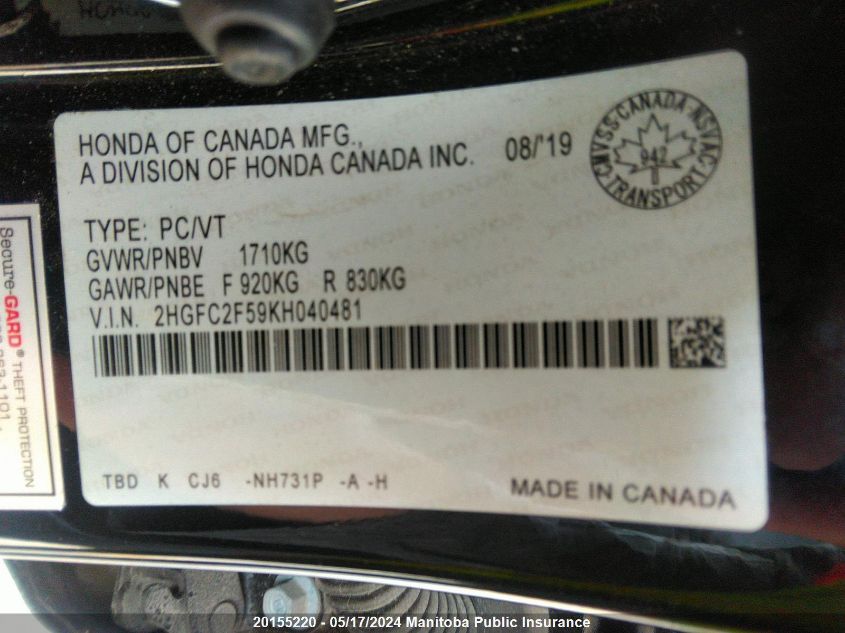 HONDA OF CANADA MFG.,
A DIVISION OF HONDA CANADA INC. 08/'19
CMVSS-CANADA-NSVAC
942
TRANSPORT
TYPE: PC/VT
GVWR/PNBV 1710KG
GAWR/PNBE F 920KG R 830KG
V.I.N. 2HGFC2F59KH040481
TBD K CJ6 -NH731P -A -H
MADE IN CANADA
Secure-GARD® THEFT PROTECTION
20155220 - 05/17/2024 Manitoba Public Insurance